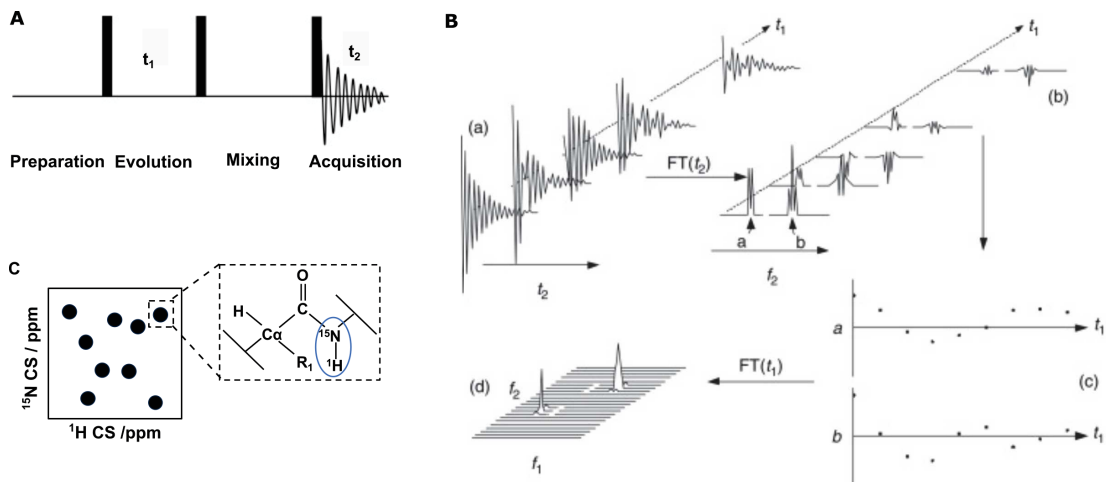 A
t₁
t₂
Preparation Evolution Mixing Acquisition
B
(a)
t₁
t₂
FT(t₂)
t₁
(b)
a b
f₂
a
t₁
(c)
b
t₁
FT(t₁)
(d)
f₂
f₁
C
¹⁵N CS / ppm
¹H CS /ppm
O
H
C
Cα
¹⁵N
R₁
¹H